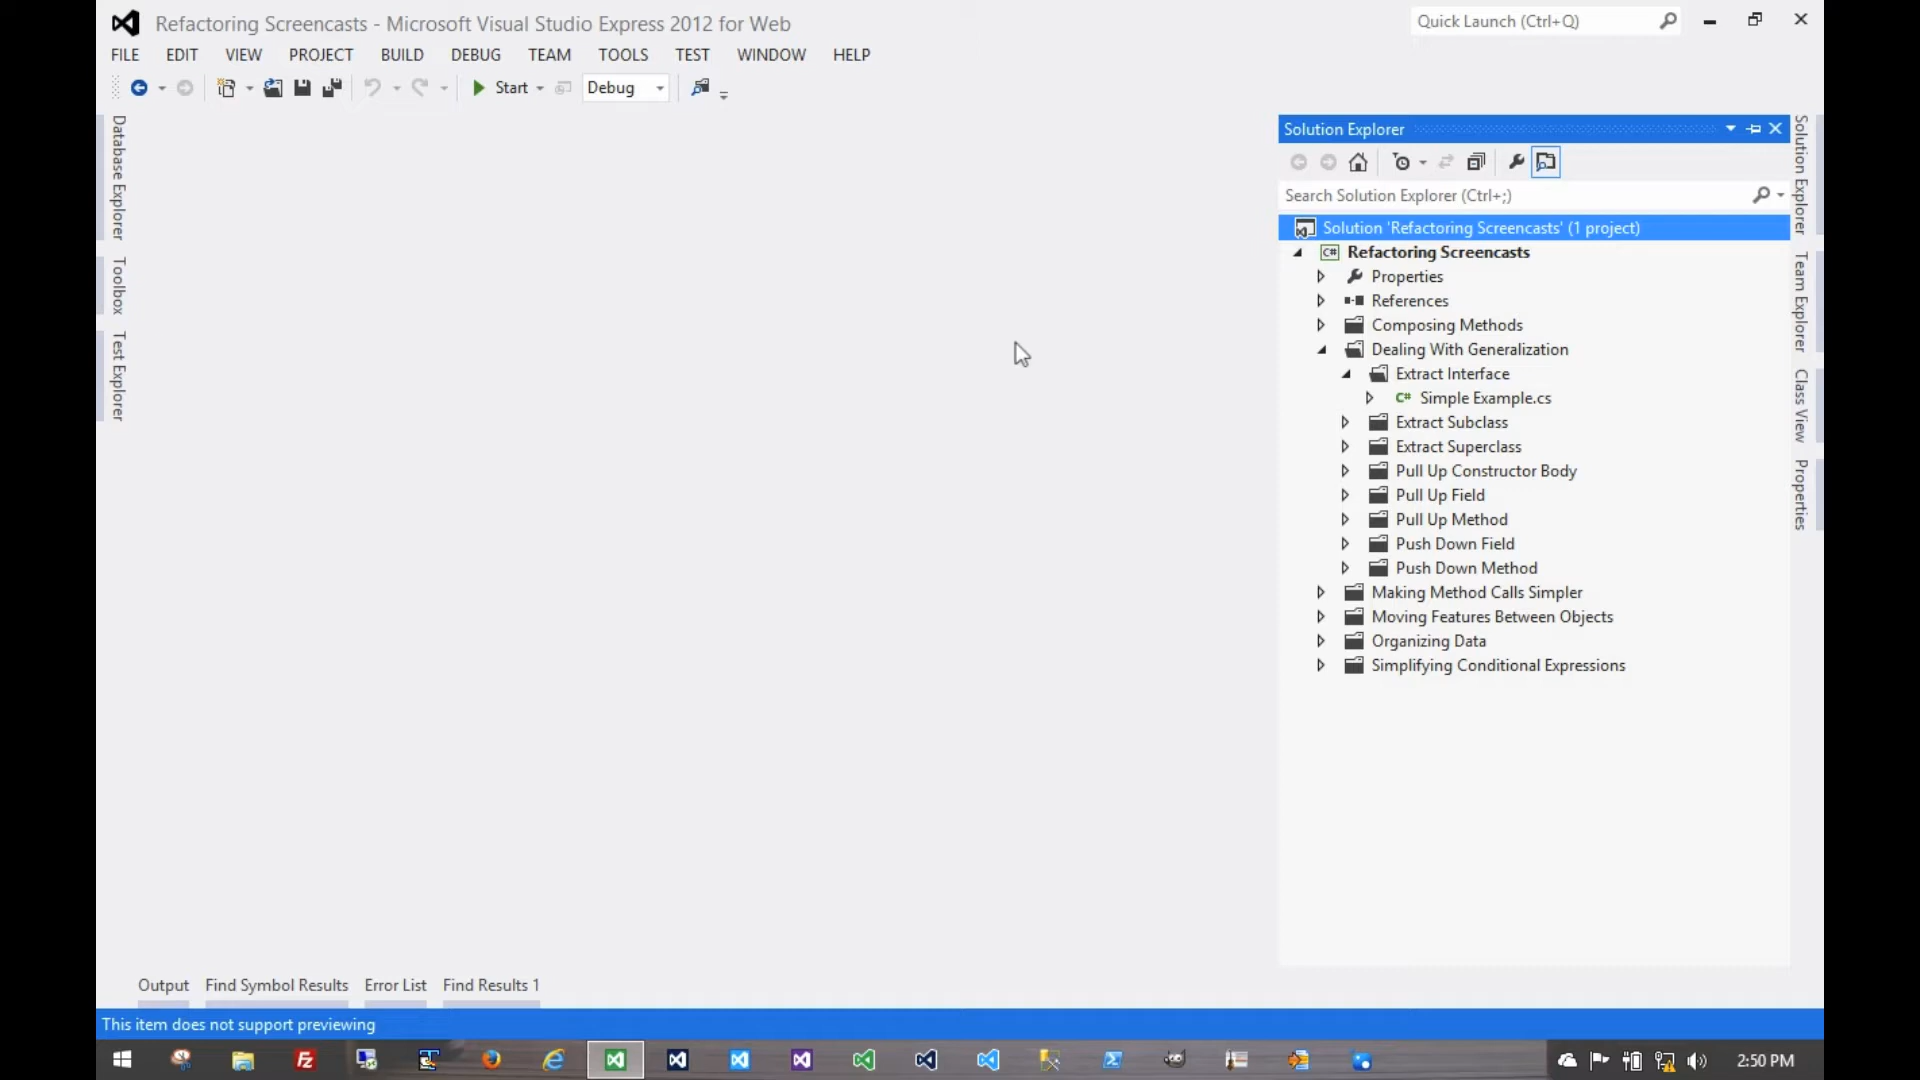 Refactoring Screencasts - Microsoft Visual Studio Express 2012 for Web
Quick Launch (Ctrl+Q)
FILE EDIT VIEW PROJECT BUILD DEBUG TEAM TOOLS TEST WINDOW HELP
Start Debug
Database Explorer
Toolbox
Test Explorer
Solution Explorer
Search Solution Explorer (Ctrl+;)
Solution 'Refactoring Screencasts' (1 project)
C# Refactoring Screencasts
Properties
References
Composing Methods
Dealing With Generalization
Extract Interface
C# Simple Example.cs
Extract Subclass
Extract Superclass
Pull Up Constructor Body
Pull Up Field
Pull Up Method
Push Down Field
Push Down Method
Making Method Calls Simpler
Moving Features Between Objects
Organizing Data
Simplifying Conditional Expressions
Solution Explorer
Team Explorer
Class View
Properties
Output Find Symbol Results Error List Find Results 1
This item does not support previewing
Fz
2:50 PM